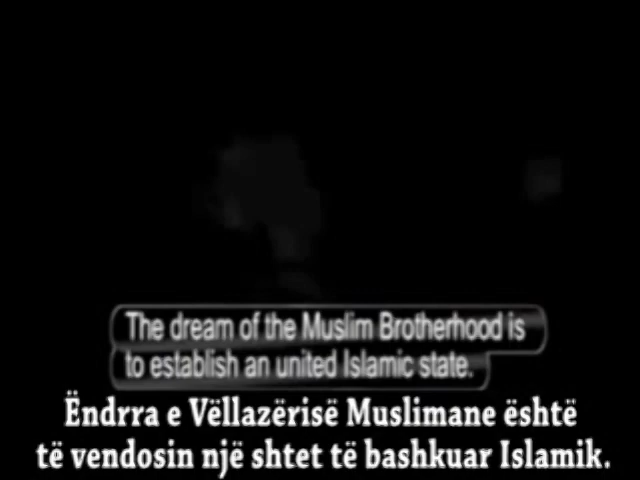 The dream of the Muslim Brotherhood is
to establish an united Islamic state.
Ëndrra e Vëllazërisë Muslimane është
të vendosin një shtet të bashkuar Islamik.